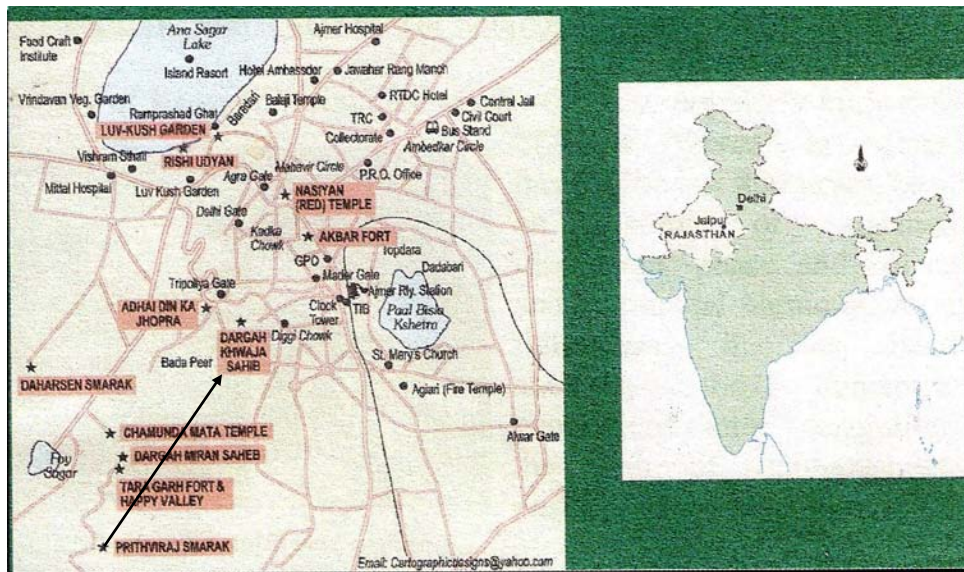 Food Craft
Institute
Ana Sagar
Lake
Ajmer Hospital
Island Resort
Hotel Ambassdor
Jawahar Rang Manch
Vrindavan Veg. Garden
Ramprashad Ghat
Baredari
Balaji Temple
RTDC Hotel
Central Jail
TRC
Civil Court
LUV-KUSH GARDEN
Collectorate
Bus Stand
Ambedkar Circle
Vishram Sthali
RISHI UDYAN
Mahavir Circle
P.R.O. Office
Agra Gate
Mittal Hospital
Luv Kush Garden
NASIYAN
(RED) TEMPLE
Delhi Gate
Kadka
Chowk
AKBAR FORT
Topdara
GPO
Dadabari
Madar Gate
Tripoliya Gate
Ajmer Rly. Station
ADHAI DIN KA
JHOPRA
Clock
Tower
TIB
Paal Bisla
Kshetra
DARGAH
KHWAJA
SAHIB
Diggi Chowk
Bada Peer
St. Mary's Church
DAHARSEN SMARAK
Agiari (Fire Temple)
CHAMUNDA MATA TEMPLE
Alwar Gate
Foy
Sagar
DARGAH MIRAN SAHEB
TARA GARH FORT &
HAPPY VALLEY
PRITHVIRAJ SMARAK
Email: Cartographicdesigns@yahoo.com
Delhi
Jaipur
RAJASTHAN